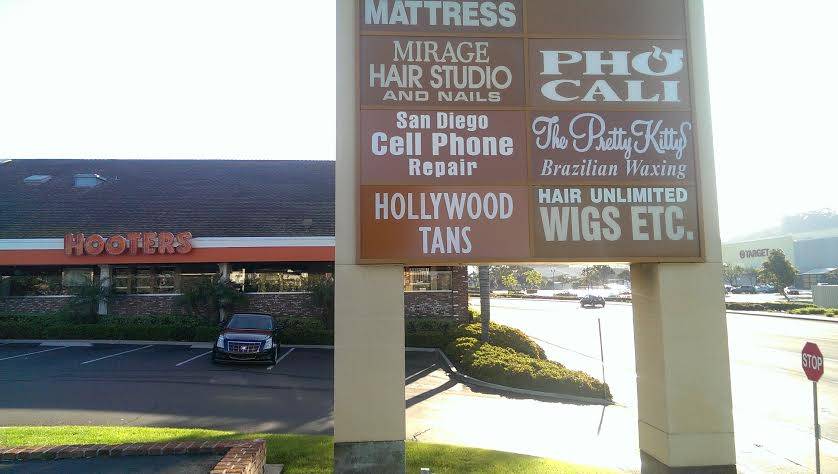 MATTRESS
MIRAGE
HAIR STUDIO
AND NAILS
PHỞ
CALI
San Diego
Cell Phone
Repair
The Pretty Kitty
Brazilian Waxing
HOLLYWOOD
TANS
HAIR UNLIMITED
WIGS ETC.
HOOTERS
TARGET
STOP